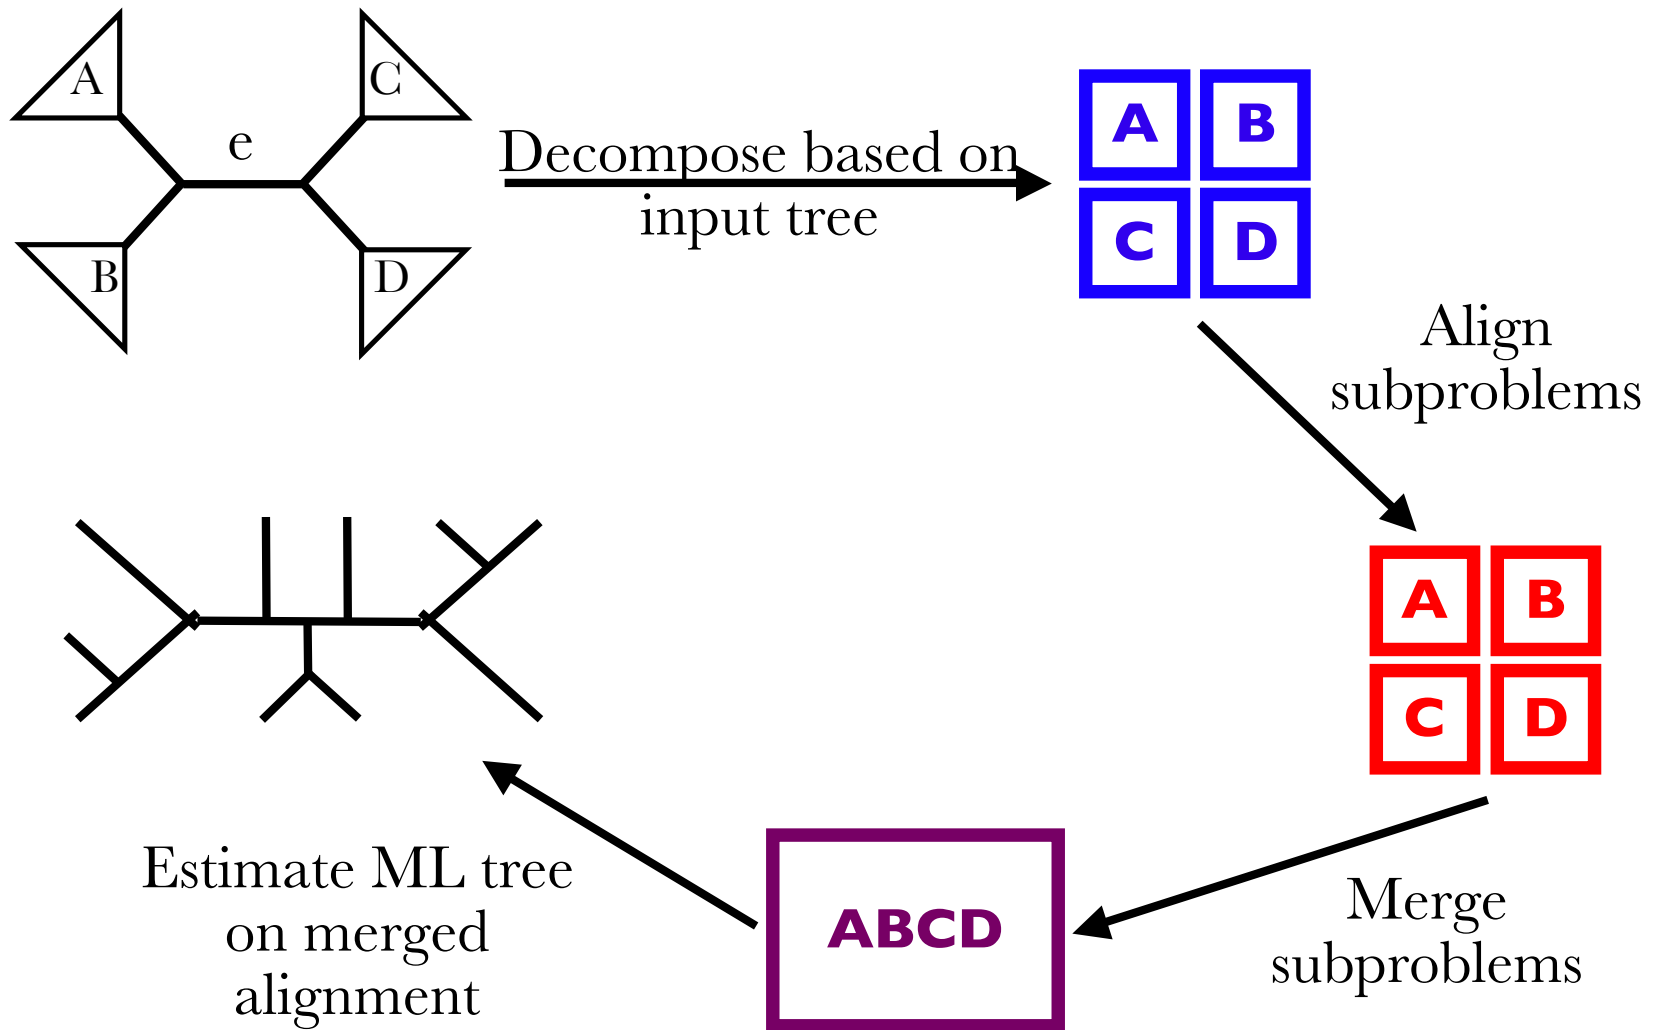 A
C
e
B
D
Decompose based on
input tree
A B
C D
Align
subproblems
A B
C D
Merge
subproblems
ABCD
Estimate ML tree
on merged
alignment